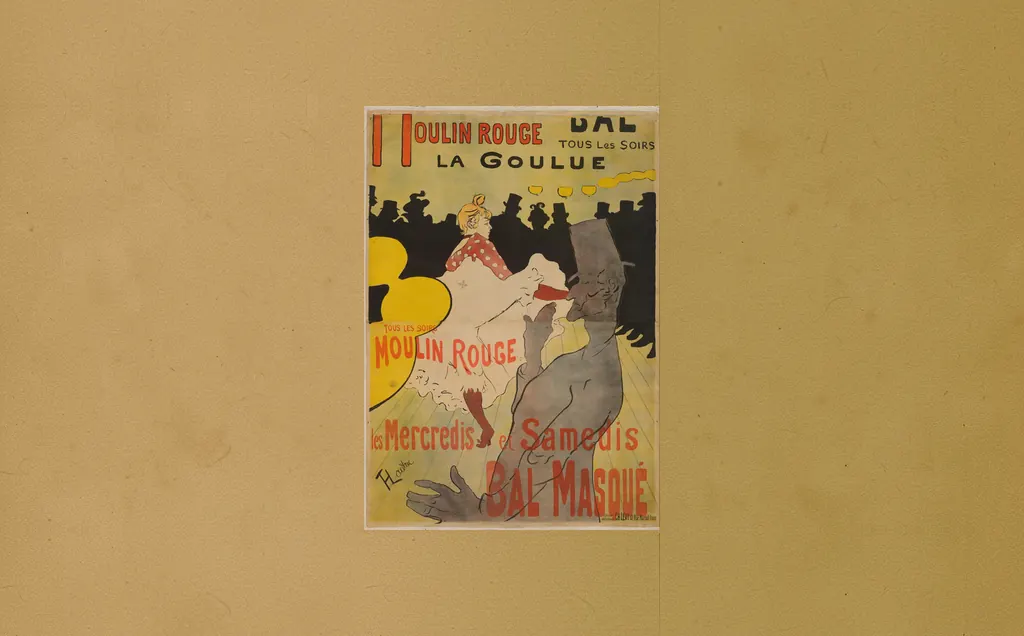 MOULIN ROUGE BAL
TOUS LES SOIRS
LA GOULUE
TOUS LES SOIRS
MOULIN ROUGE
les Mercredis et Samedis
BAL MASQUÉ